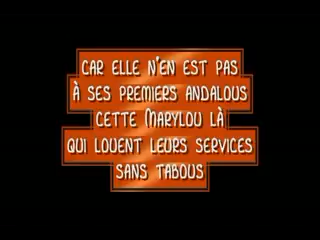 CAR ELLE N'EN EST PAS
À SES PREMIERS ANDALOUS
CETTE MARYLOU LÀ
QUI LOUENT LEURS SERVICES
SANS TABOUS